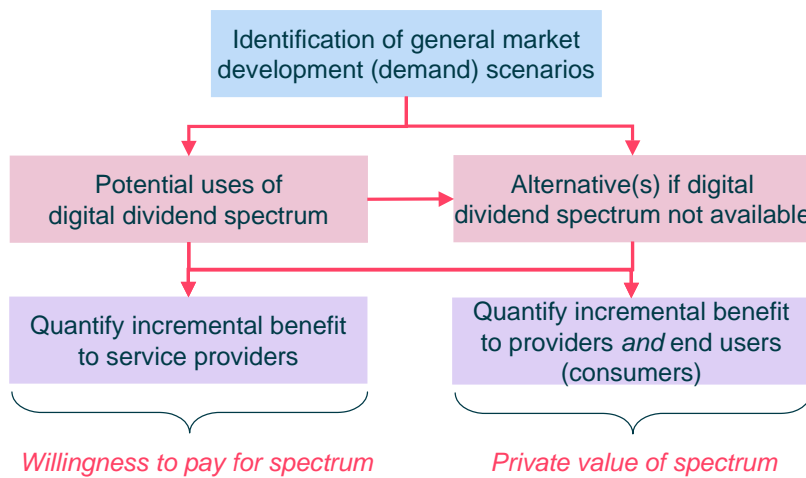 Identification of general market
development (demand) scenarios
Potential uses of
digital dividend spectrum
Alternative(s) if digital
dividend spectrum not available
Quantify incremental benefit
to service providers
Quantify incremental benefit
to providers and end users
(consumers)
Willingness to pay for spectrum
Private value of spectrum